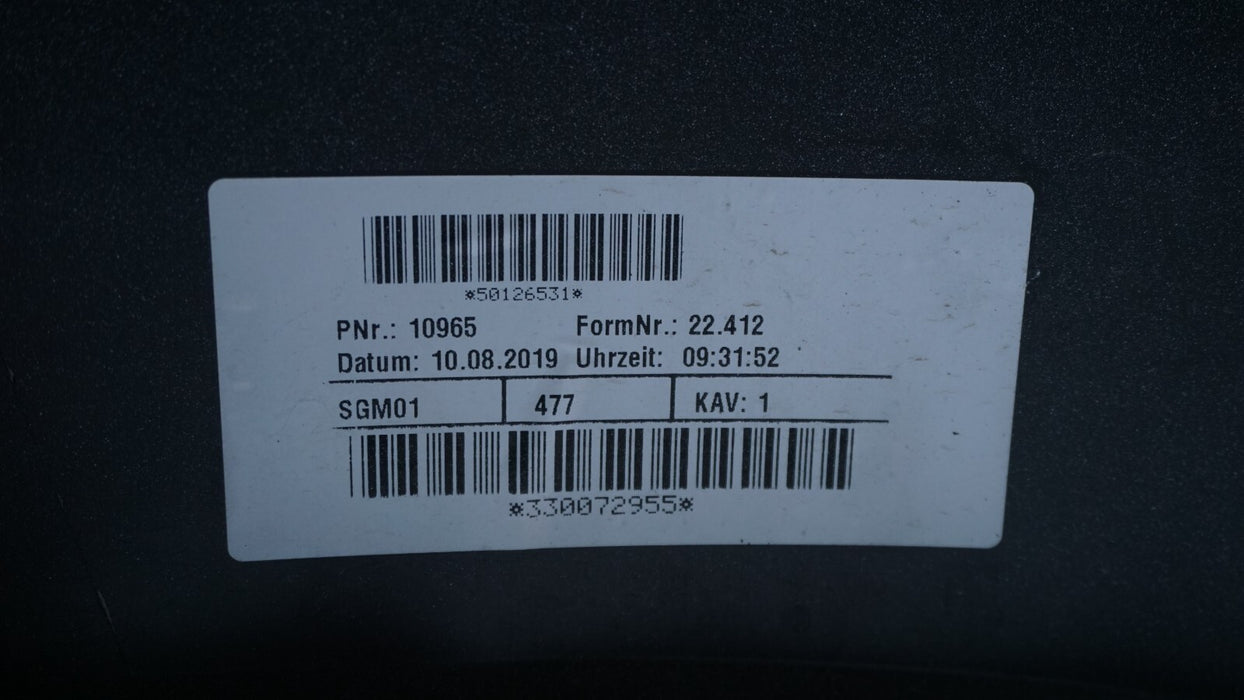 *50126531*
PNr.: 10965 FormNr.: 22.412
Datum: 10.08.2019 Uhrzeit: 09:31:52
SGM01 477 KAV: 1
*330072955*